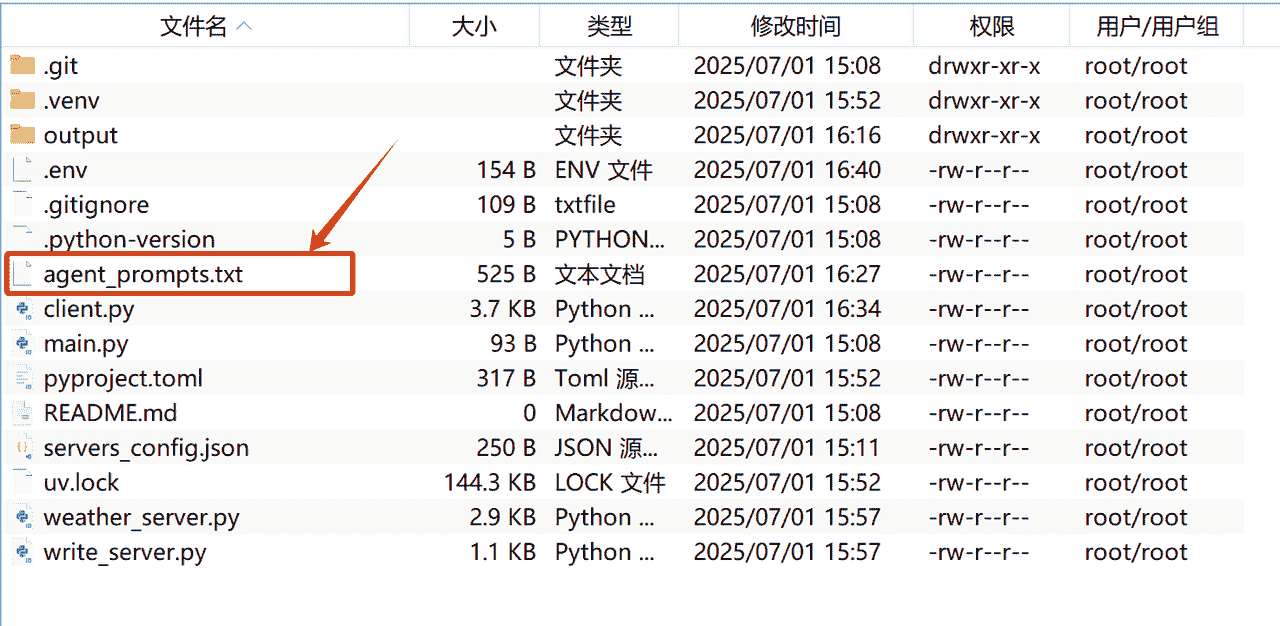 文件名 大小 类型 修改时间 权限 用户/用户组
.git 文件夹 2025/07/01 15:08 drwxr-xr-x root/root
.venv 文件夹 2025/07/01 15:52 drwxr-xr-x root/root
output 文件夹 2025/07/01 16:16 drwxr-xr-x root/root
.env 154 B ENV 文件 2025/07/01 16:40 -rw-r--r-- root/root
.gitignore 109 B txtfile 2025/07/01 15:08 -rw-r--r-- root/root
.python-version 5 B PYTHON... 2025/07/01 15:08 -rw-r--r-- root/root
agent_prompts.txt 525 B 文本文档 2025/07/01 16:27 -rw-r--r-- root/root
client.py 3.7 KB Python ... 2025/07/01 16:34 -rw-r--r-- root/root
main.py 93 B Python ... 2025/07/01 15:08 -rw-r--r-- root/root
pyproject.toml 317 B Toml 源... 2025/07/01 15:52 -rw-r--r-- root/root
README.md 0 Markdow... 2025/07/01 15:08 -rw-r--r-- root/root
servers_config.json 250 B JSON 源... 2025/07/01 15:11 -rw-r--r-- root/root
uv.lock 144.3 KB LOCK 文件 2025/07/01 15:52 -rw-r--r-- root/root
weather_server.py 2.9 KB Python ... 2025/07/01 15:57 -rw-r--r-- root/root
write_server.py 1.1 KB Python ... 2025/07/01 15:57 -rw-r--r-- root/root